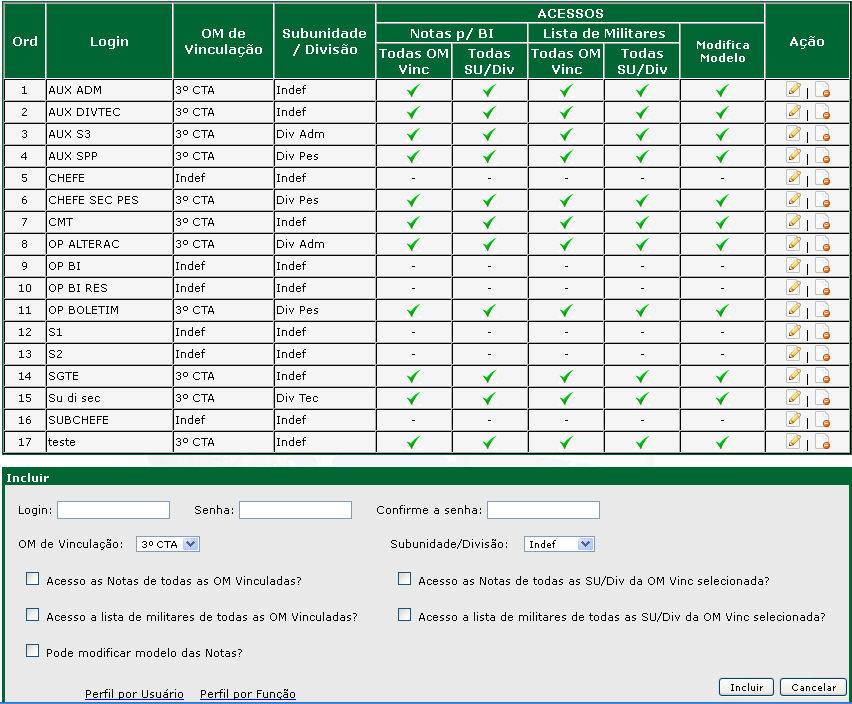 ACESSOS
Ord Login OM de Vinculação Subunidade / Divisão Notas p/ BI Lista de Militares Modifica Modelo Ação
Todas OM Vinc Todas SU/Div Todas OM Vinc Todas SU/Div
1 AUX ADM 3º CTA Indef |
2 AUX DIVTEC 3º CTA Indef |
3 AUX S3 3º CTA Div Adm |
4 AUX SPP 3º CTA Div Pes |
5 CHEFE Indef Indef - - - - - |
6 CHEFE SEC PES 3º CTA Div Pes |
7 CMT 3º CTA Indef |
8 OP ALTERAC 3º CTA Div Adm |
9 OP BI Indef Indef - - - - - |
10 OP BI RES Indef Indef - - - - - |
11 OP BOLETIM 3º CTA Div Pes |
12 S1 Indef Indef - - - - - |
13 S2 Indef Indef - - - - - |
14 SGTE 3º CTA Indef |
15 Su di sec 3º CTA Div Tec |
16 SUBCHEFE Indef Indef - - - - - |
17 teste 3º CTA Indef |
Incluir
Login: Senha: Confirme a senha:
OM de Vinculação: 3º CTA Subunidade/Divisão: Indef
Acesso as Notas de todas as OM Vinculadas? Acesso as Notas de todas as SU/Div da OM Vinc selecionada?
Acesso a lista de militares de todas as OM Vinculadas? Acesso a lista de militares de todas as SU/Div da OM Vinc selecionada?
Pode modificar modelo das Notas?
Perfil por Usuário Perfil por Função Incluir Cancelar